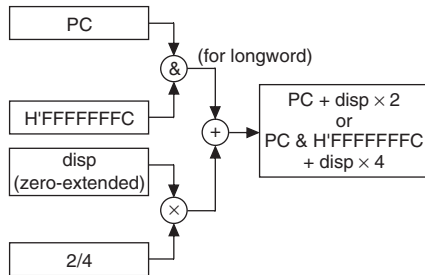 PC
&
(for longword)
H'FFFFFFFC
+
PC + disp × 2
or
PC & H'FFFFFFFC
+ disp × 4
disp
(zero-extended)
×
2/4